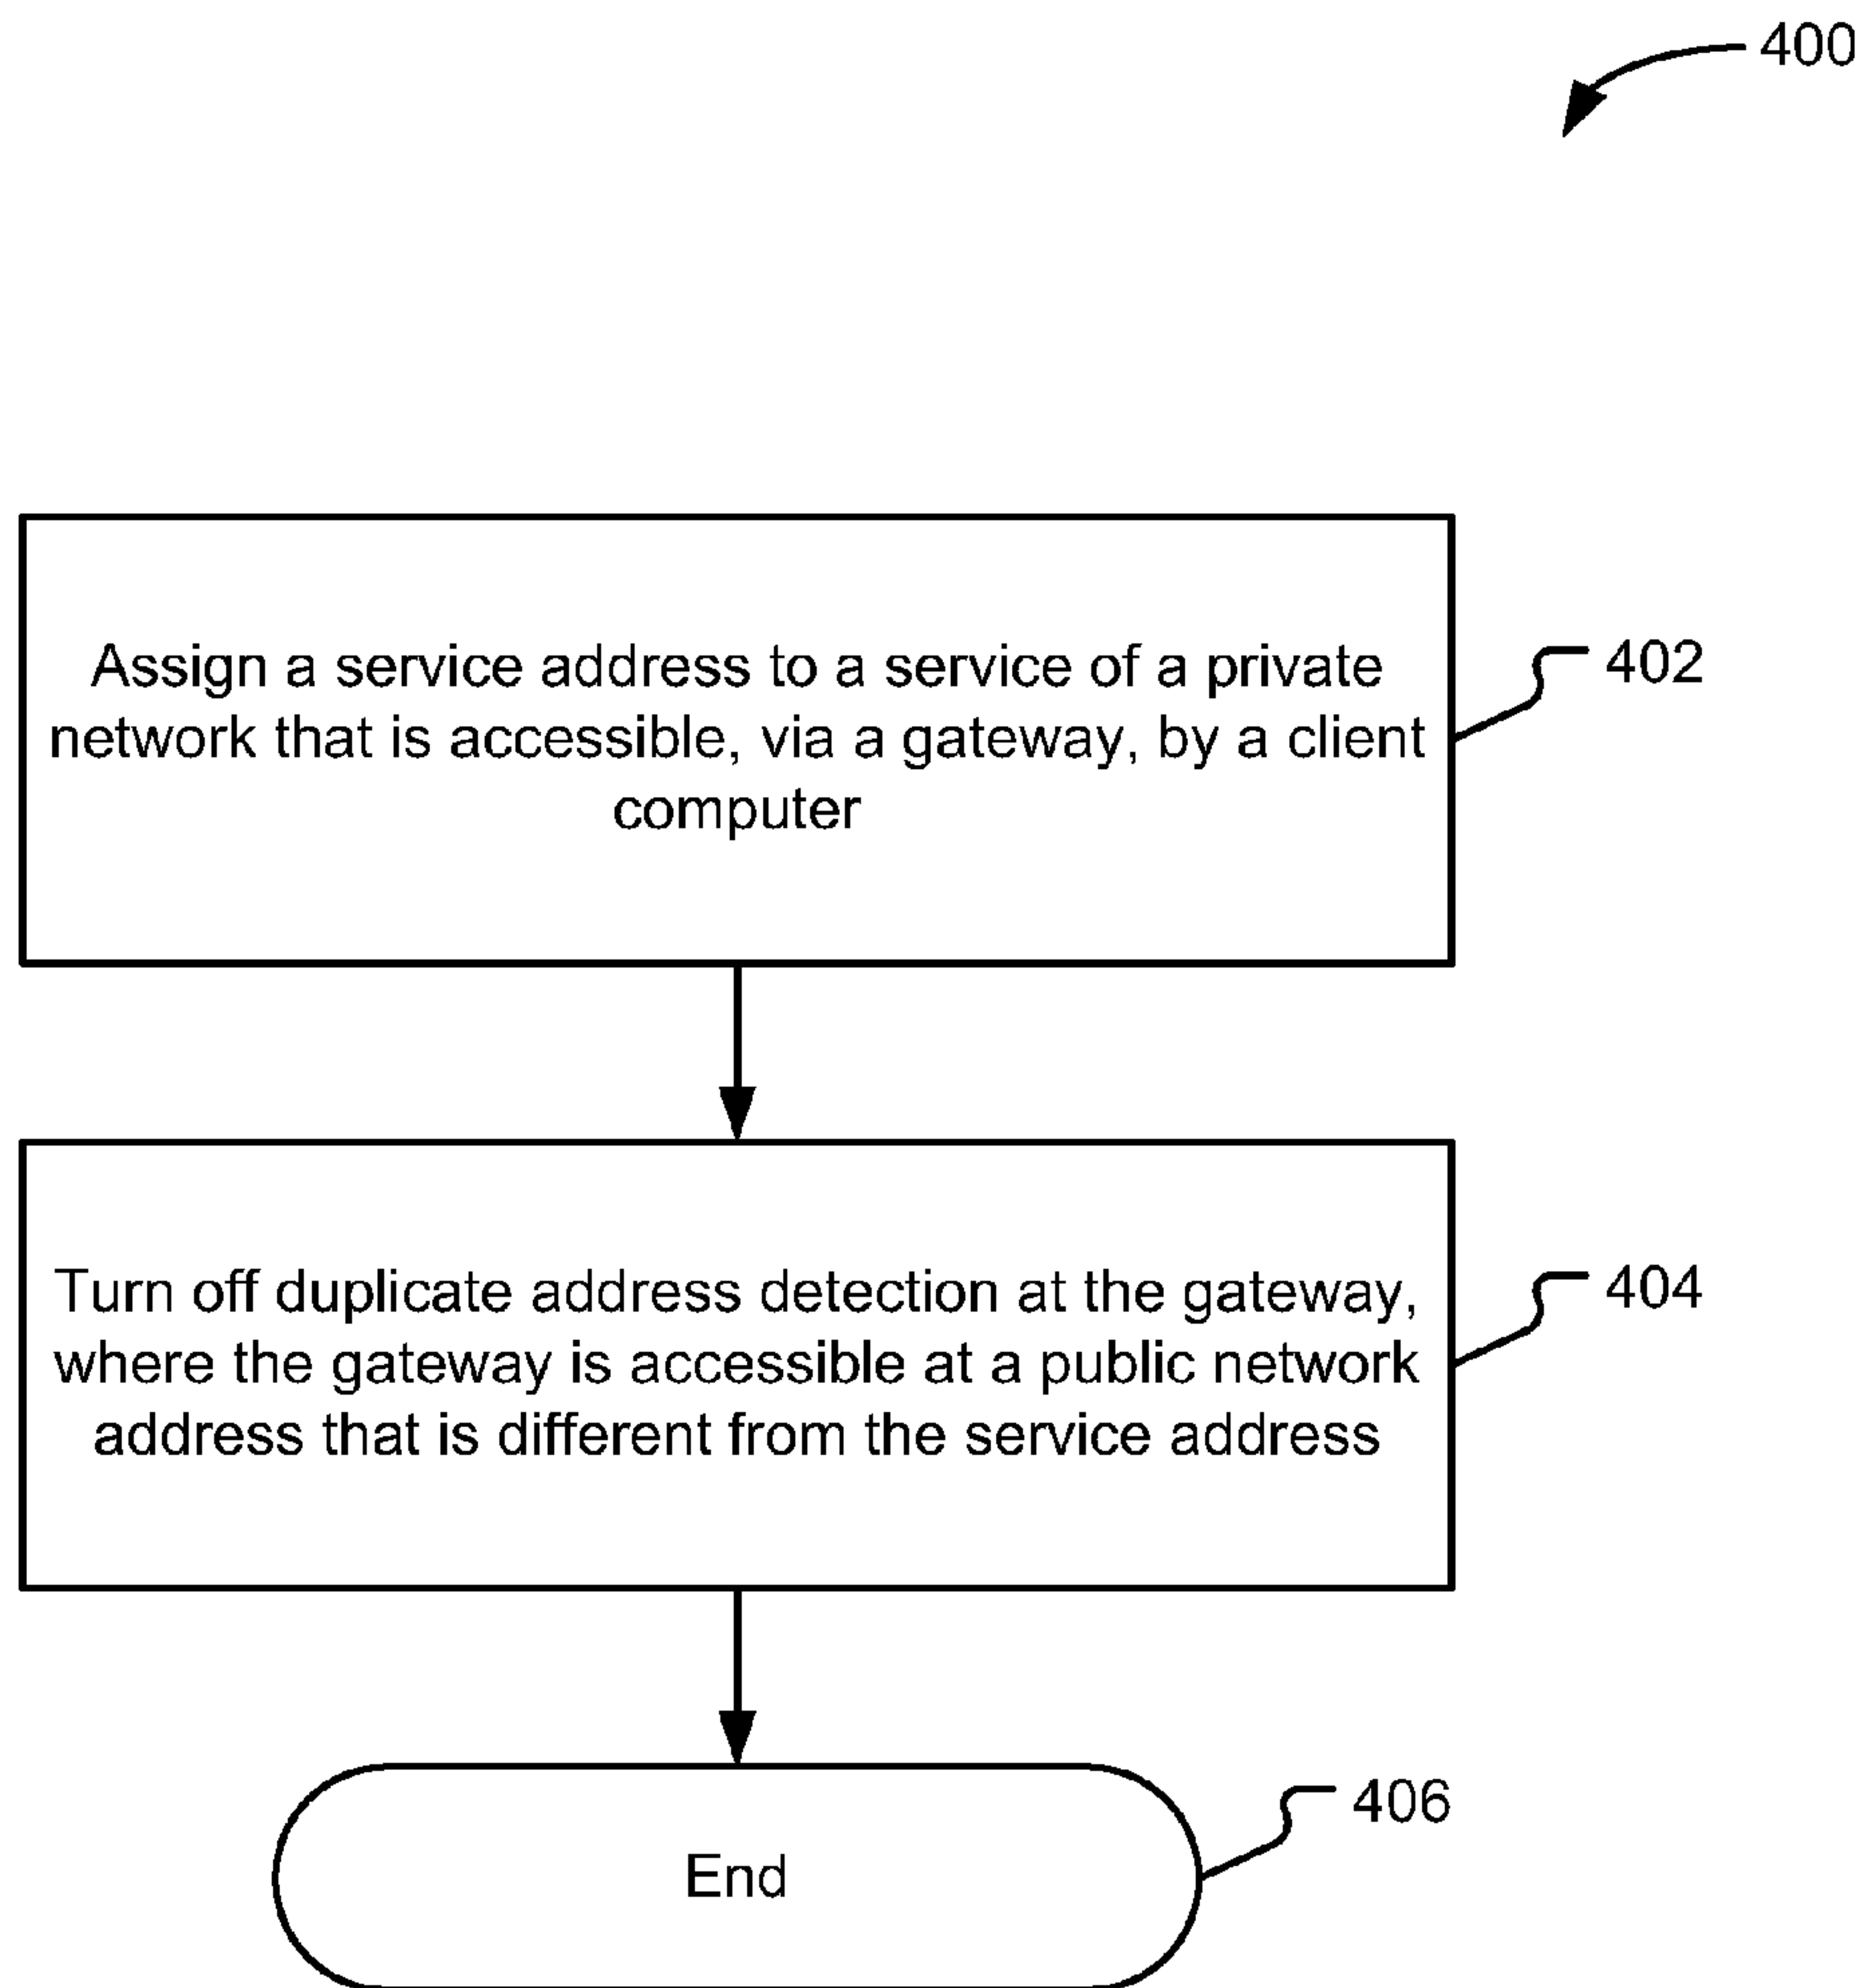 400
Assign a service address to a service of a private
network that is accessible, via a gateway, by a client
computer
402
Turn off duplicate address detection at the gateway,
where the gateway is accessible at a public network
address that is different from the service address
404
End
406